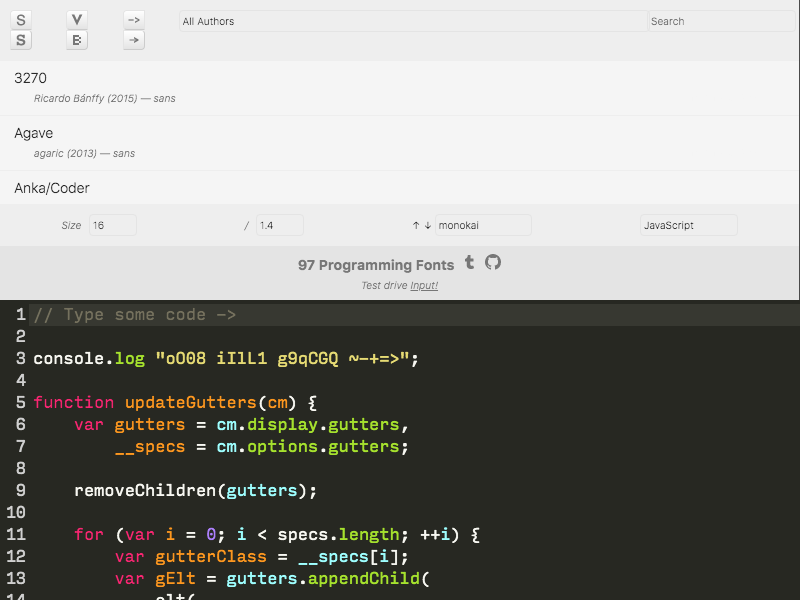 S V ->
S B →
All Authors Search
3270
Ricardo Bánffy (2015) — sans
Agave
agaric (2013) — sans
Anka/Coder
Size 16 / 1.4 ↑ ↓ monokai JavaScript
97 Programming Fonts t
Test drive Input!
1 // Type some code ->
2
3 console.log "oO08 iIlL1 g9qCGQ ~-+=>";
4
5 function updateGutters(cm) {
6 var gutters = cm.display.gutters,
7 __specs = cm.options.gutters;
8
9 removeChildren(gutters);
10
11 for (var i = 0; i < specs.length; ++i) {
12 var gutterClass = __specs[i];
13 var gElt = gutters.appendChild(
14 elt(